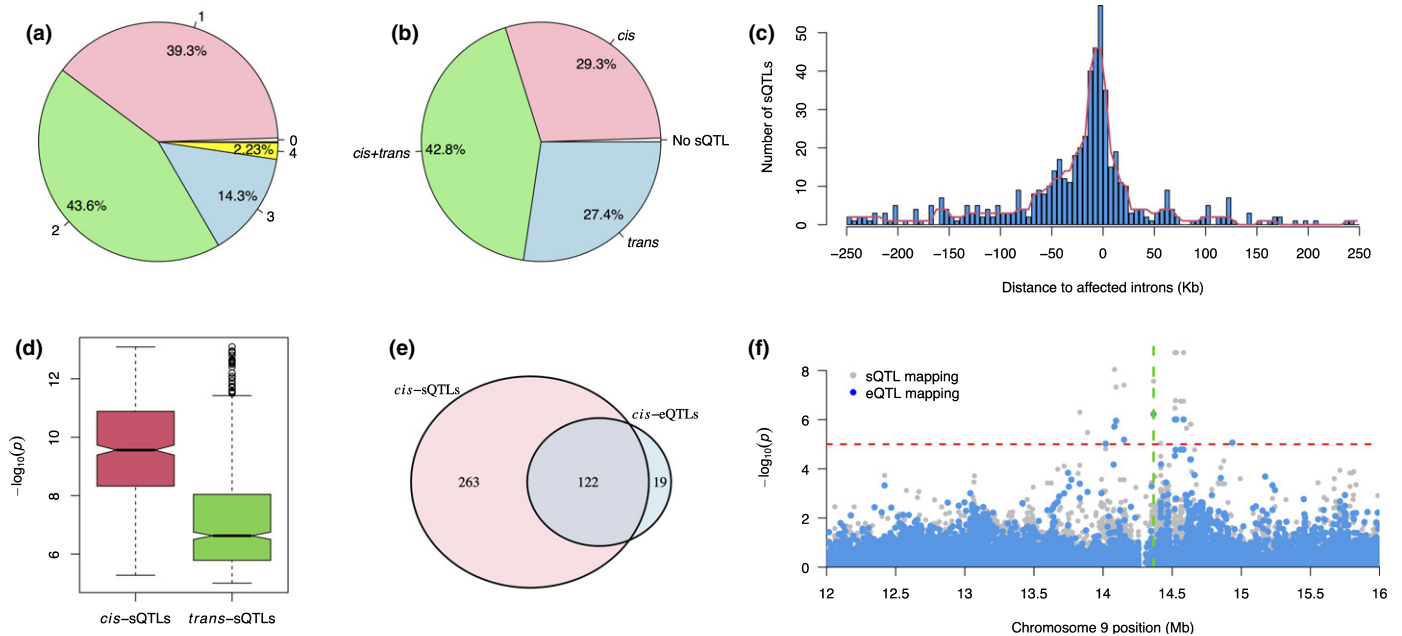 (a)
1
39.3%
0
2.23%
4
14.3%
3
43.6%
2
(b)
cis
29.3%
No sQTL
cis+trans
42.8%
27.4%
trans
(c)
Number of sQTLs
50
40
30
20
10
0
−250 −200 −150 −100 −50 0 50 100 150 200 250
Distance to affected introns (Kb)
(d)
−log10(p)
12
10
8
6
cis−sQTLs trans−sQTLs
(e)
cis−sQTLs
cis−eQTLs
263 122 19
(f)
−log10(p)
8
6
4
2
0
sQTL mapping
eQTL mapping
12 12.5 13 13.5 14 14.5 15 15.5 16
Chromosome 9 position (Mb)